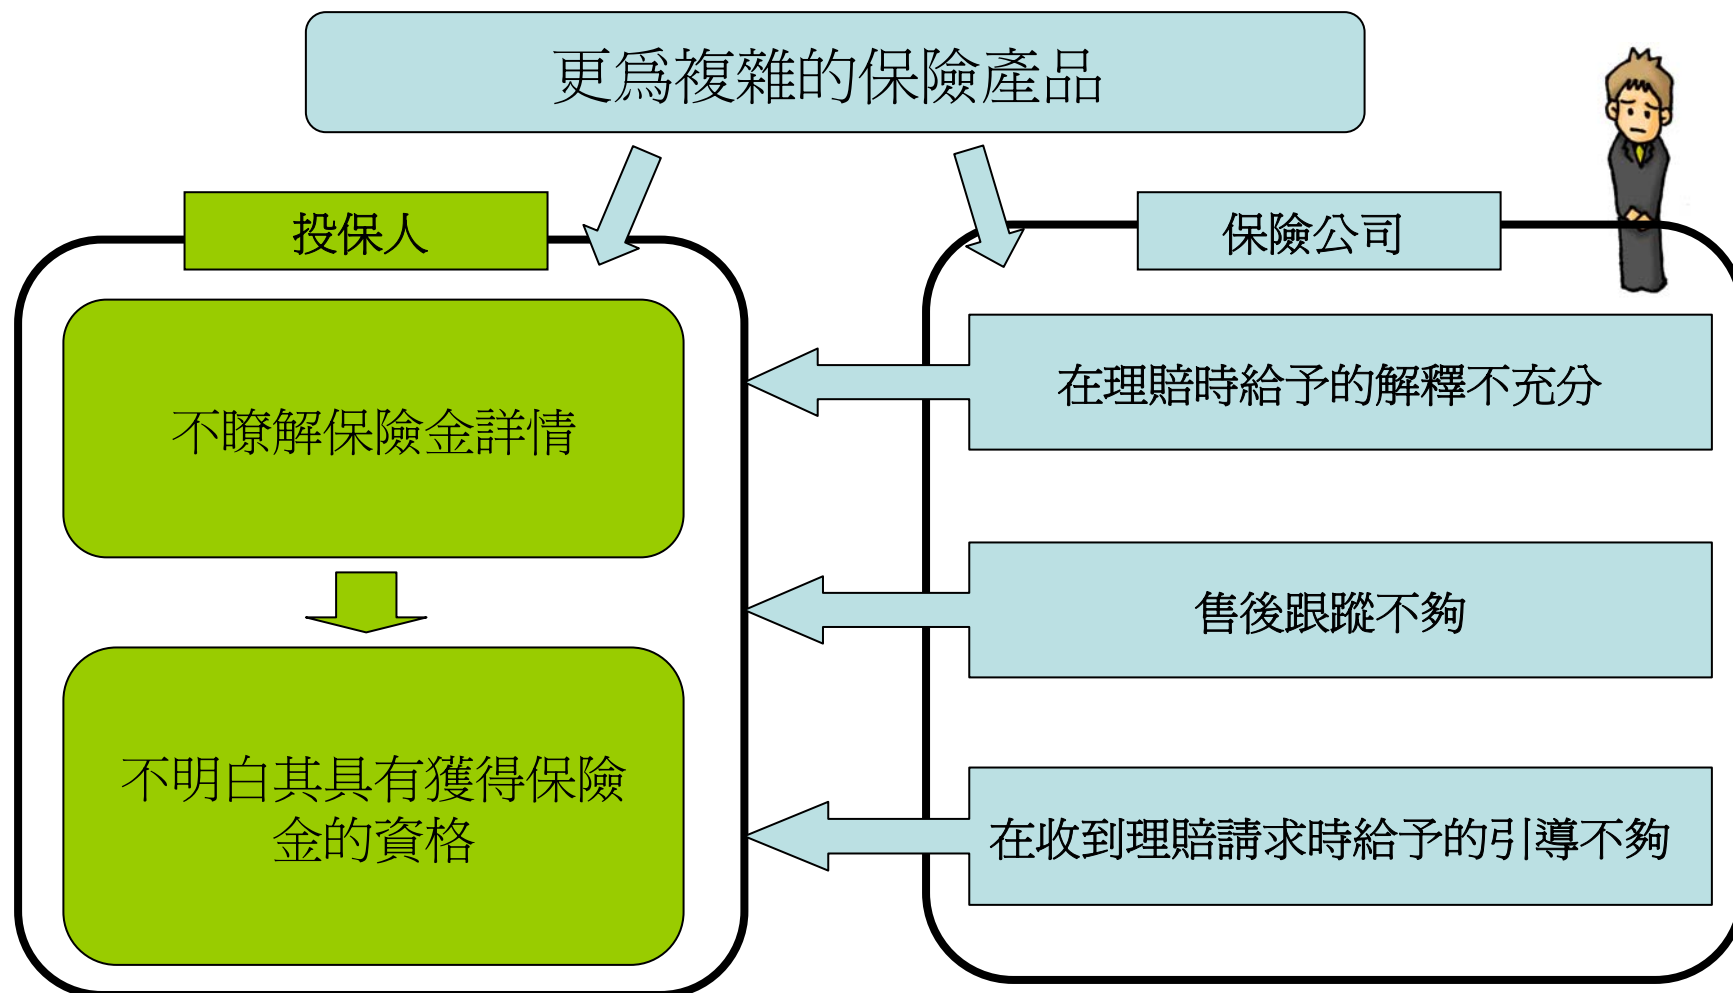 更爲複雜的保險產品
投保人
不瞭解保險金詳情
不明白其具有獲得保險
金的資格
保險公司
在理賠時給予的解釋不充分
售後跟蹤不夠
在收到理賠請求時給予的引導不夠